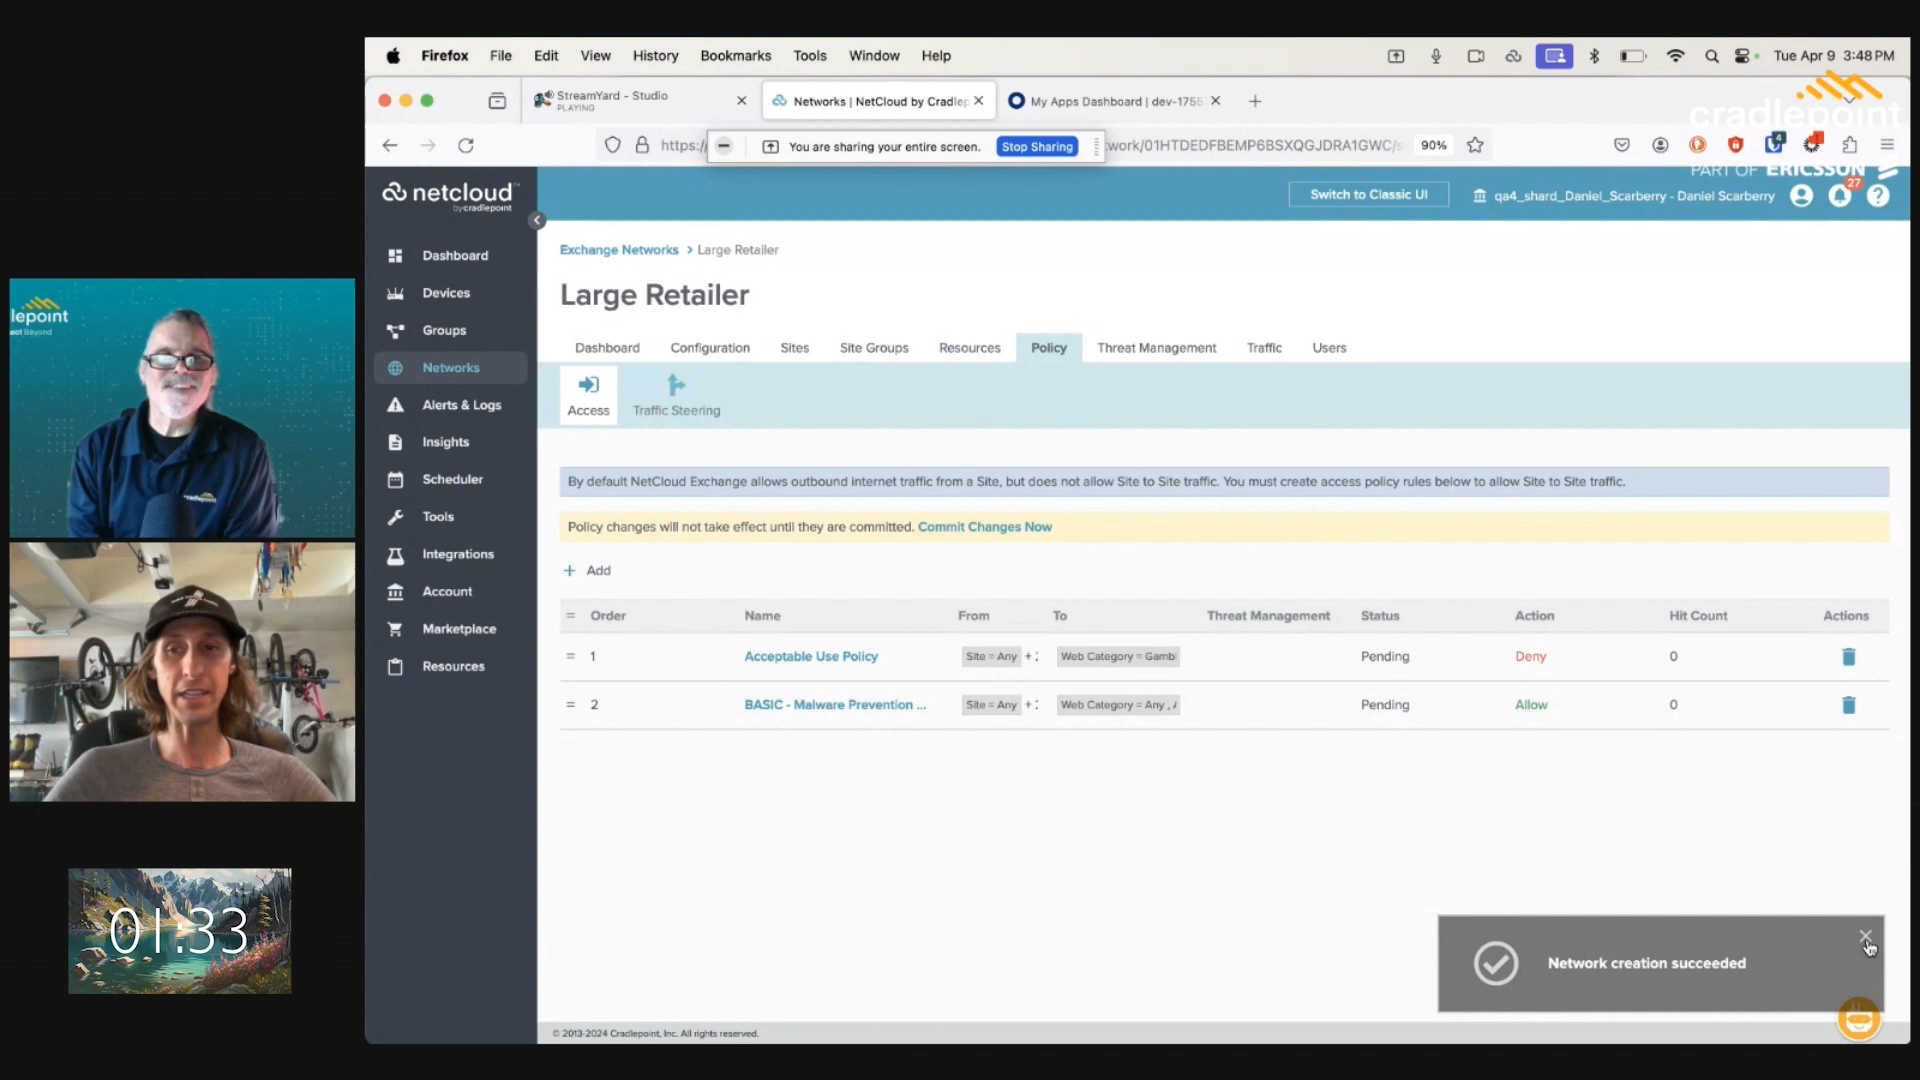 Firefox File Edit View History Bookmarks Tools Window Help
Tue Apr 9 3:48 PM
StreamYard - Studio
PLAYING
Networks | NetCloud by Cradlep
My Apps Dashboard | dev-1755
cradlepoint
PART OF ERICSSON
https://
You are sharing your entire screen.
Stop Sharing
work/01HTDEDFBEMP6BSXQGJDRA1GWC/s
90%
4
netcloud
by cradlepoint
Switch to Classic UI
qa4_shard_Daniel_Scarberry - Daniel Scarberry
27
Dashboard
Devices
Groups
Networks
Alerts & Logs
Insights
Scheduler
Tools
Integrations
Account
Marketplace
Resources
Exchange Networks > Large Retailer
Large Retailer
Dashboard Configuration Sites Site Groups Resources Policy Threat Management Traffic Users
Access Traffic Steering
By default NetCloud Exchange allows outbound internet traffic from a Site, but does not allow Site to Site traffic. You must create access policy rules below to allow Site to Site traffic.
Policy changes will not take effect until they are committed. Commit Changes Now
+ Add
= Order Name From To Threat Management Status Action Hit Count Actions
= 1 Acceptable Use Policy Site = Any + Web Category = Gambl Pending Deny 0
= 2 BASIC - Malware Prevention ... Site = Any + Web Category = Any , Pending Allow 0
Network creation succeeded
© 2013-2024 Cradlepoint, Inc. All rights reserved.
lepoint
ect Beyond
cradlepoint
01:33